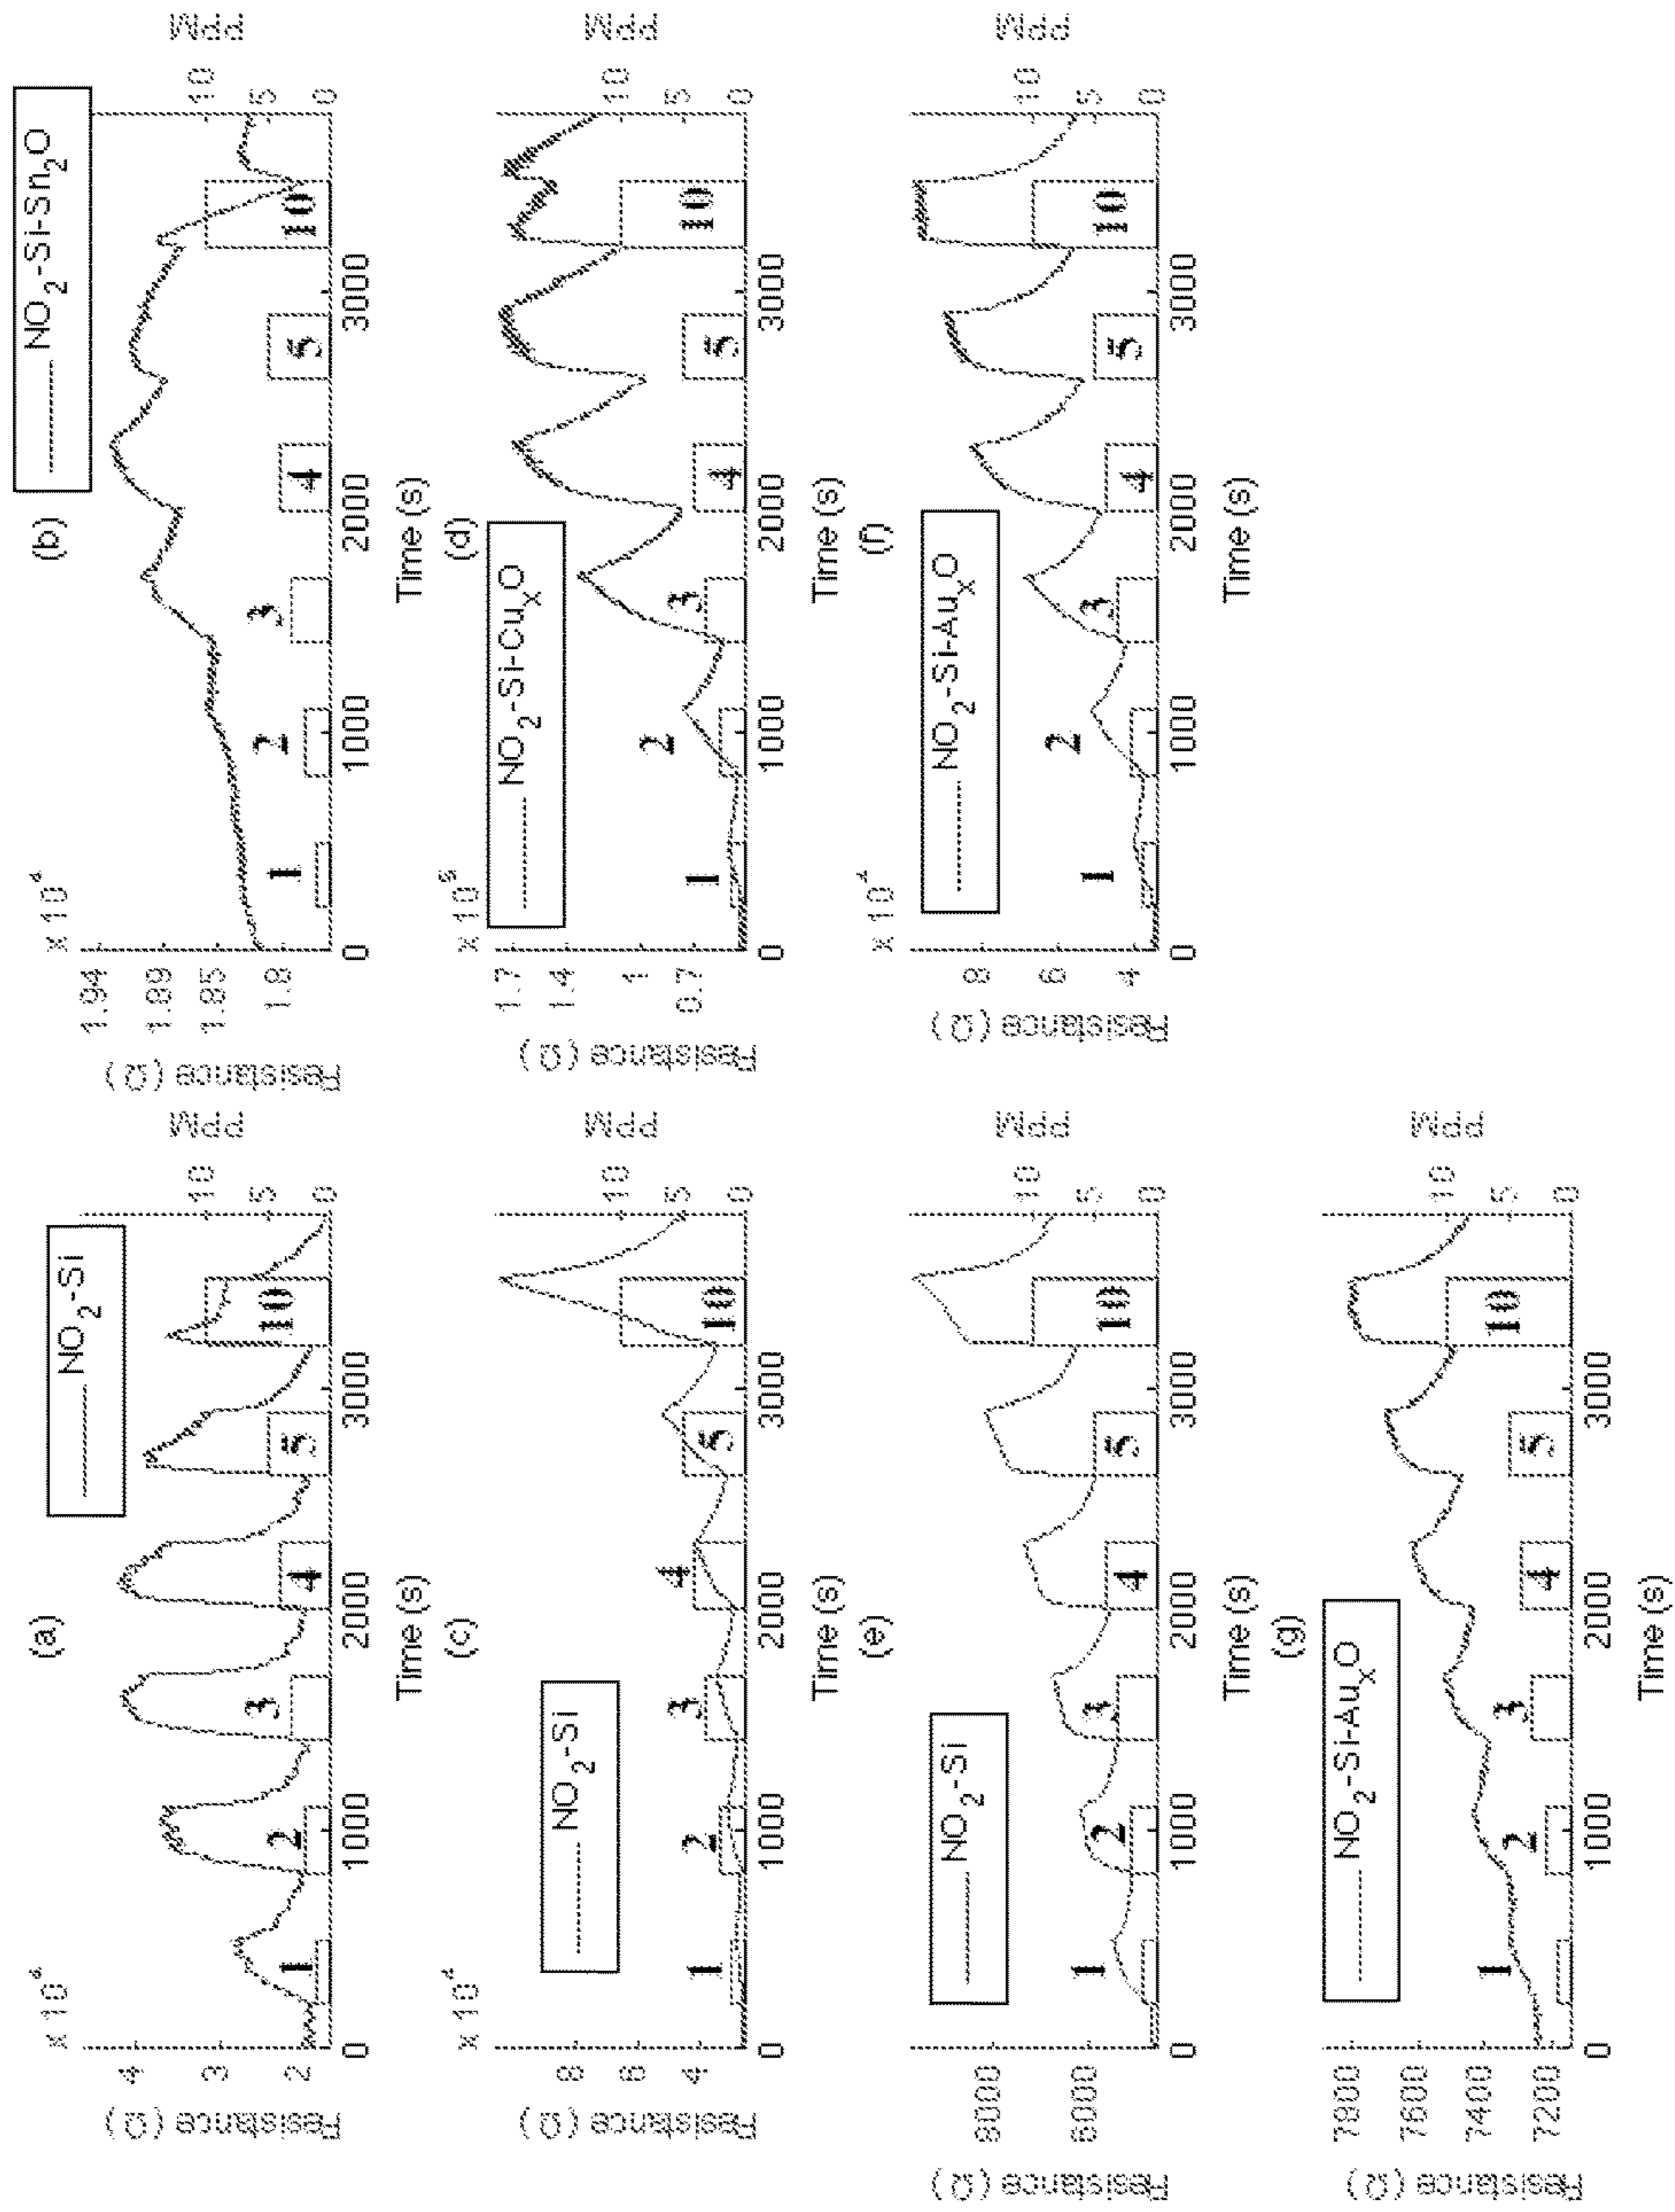 (a)
NO2-Si
x 10^4
Resistance (Ω)
4
3
2
PPM
10
5
0
1
2
3
4
5
10
0
1000
2000
3000
Time (s)
(b)
NO2-Si-Sn2O
x 10^4
Resistance (Ω)
1.94
1.89
1.85
1.8
PPM
10
5
0
1
2
3
4
5
10
0
1000
2000
3000
Time (s)
(c)
NO2-Si
x 10^4
Resistance (Ω)
8
6
4
PPM
10
5
0
1
2
3
4
5
10
0
1000
2000
3000
Time (s)
(d)
NO2-Si-CuxO
x 10^5
Resistance (Ω)
1.7
1.4
1
0.7
PPM
10
5
0
1
2
3
4
5
10
0
1000
2000
3000
Time (s)
(e)
NO2-Si
Resistance (Ω)
8000
6000
PPM
10
5
0
1
2
3
4
5
10
0
1000
2000
3000
Time (s)
(f)
NO2-Si-AuxO
x 10^4
Resistance (Ω)
8
6
4
PPM
10
5
0
1
2
3
4
5
10
0
1000
2000
3000
Time (s)
(g)
NO2-Si-AuxO
Resistance (Ω)
7800
7600
7400
7200
PPM
10
5
0
1
2
3
4
5
10
0
1000
2000
3000
Time (s)